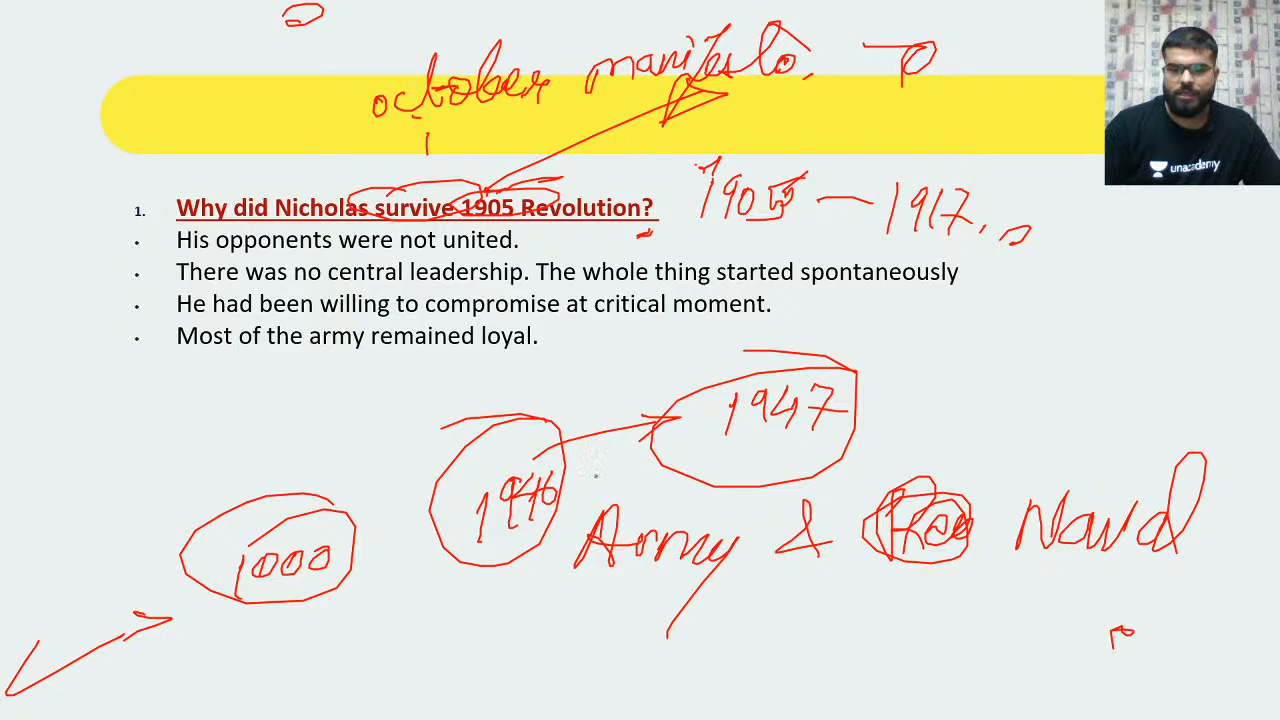 october manifesto.
unacademy
1. Why did Nicholas survive 1905 Revolution?
1905 — 1917.
• His opponents were not united.
• There was no central leadership. The whole thing started spontaneously
• He had been willing to compromise at critical moment.
• Most of the army remained loyal.
1947
1946
Army & Naval
1000